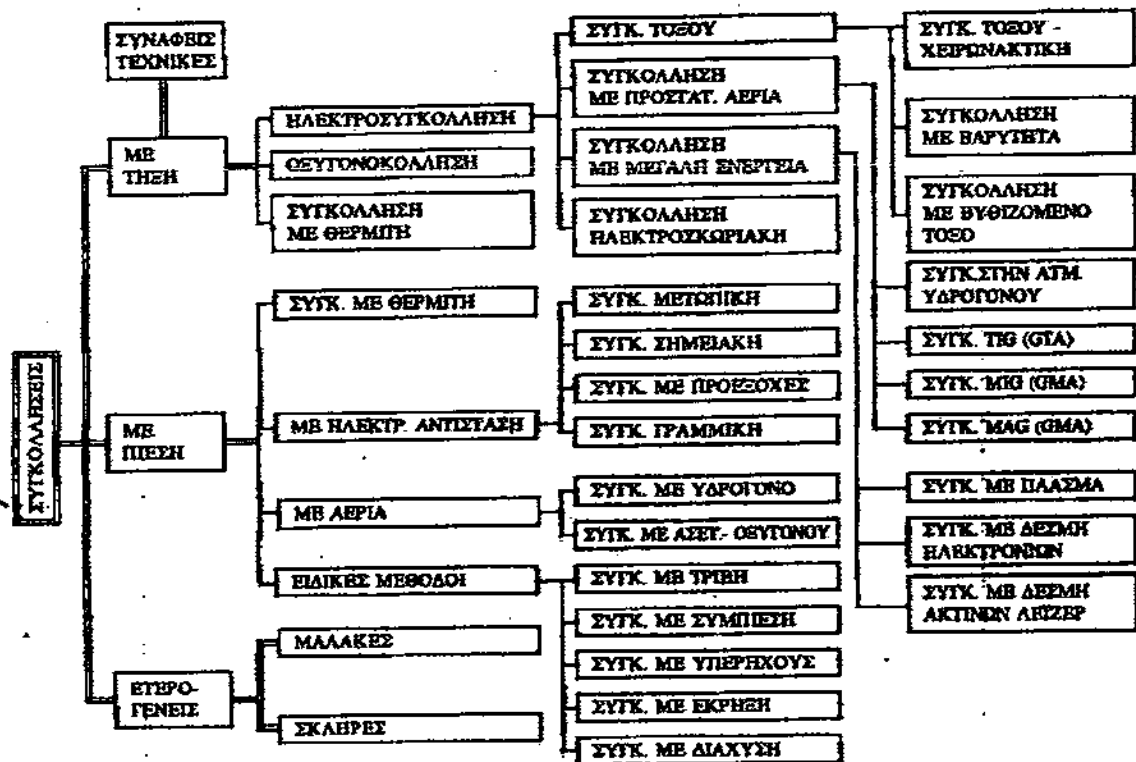 ΣΥΓΚΟΛΛΗΣΕΙΣ
ΣΥΝΑΦΕΙΣ
ΤΕΧΝΙΚΕΣ
ΜΕ
ΤΗΞΗ
ΗΛΕΚΤΡΟΣΥΓΚΟΛΛΗΣΗ
ΟΞΥΓΟΝΟΚΟΛΛΗΣΗ
ΣΥΓΚΟΛΛΗΣΗ
ΜΕ ΘΕΡΜΙΤΗ
ΣΥΓΚ. ΤΟΞΟΥ
ΣΥΓΚΟΛΛΗΣΗ
ΜΕ ΠΡΟΣΤΑΤ. ΑΕΡΙΑ
ΣΥΓΚΟΛΛΗΣΗ
ΜΕ ΜΕΓΑΛΗ ΕΝΕΡΓΕΙΑ
ΣΥΓΚΟΛΛΗΣΗ
ΗΛΕΚΤΡΟΣΚΩΡΙΑΚΗ
ΣΥΓΚ. ΤΟΞΟΥ -
ΧΕΙΡΩΝΑΚΤΙΚΗ
ΣΥΓΚΟΛΛΗΣΗ
ΜΕ ΒΑΡΥΤΗΤΑ
ΣΥΓΚΟΛΛΗΣΗ
ΜΕ ΒΥΘΙΖΟΜΕΝΟ
ΤΟΞΟ
ΣΥΓΚ.ΣΤΗΝ ΑΤΜ.
ΥΔΡΟΓΟΝΟΥ
ΣΥΓΚ. TIG (GTA)
ΣΥΓΚ. MIG (GMA)
ΣΥΓΚ. MAG (GMA)
ΣΥΓΚ. ΜΕ ΠΛΑΣΜΑ
ΣΥΓΚ. ΜΕ ΔΕΣΜΗ
ΗΛΕΚΤΡΟΝΙΩΝ
ΣΥΓΚ. ΜΕ ΔΕΣΜΗ
ΑΚΤΙΝΩΝ ΛΕΪΖΕΡ
ΜΕ
ΠΙΕΣΗ
ΣΥΓΚ. ΜΕ ΘΕΡΜΙΤΗ
ΜΕ ΗΛΕΚΤΡ. ΑΝΤΙΣΤΑΣΗ
ΜΕ ΑΕΡΙΑ
ΕΙΔΙΚΕΣ ΜΕΘΟΔΟΙ
ΣΥΓΚ. ΜΕΤΩΠΙΚΗ
ΣΥΓΚ. ΣΗΜΕΙΑΚΗ
ΣΥΓΚ. ΜΕ ΠΡΟΕΞΟΧΕΣ
ΣΥΓΚ. ΓΡΑΜΜΙΚΗ
ΣΥΓΚ. ΜΕ ΥΔΡΟΓΟΝΟ
ΣΥΓΚ. ΜΕ ΑΣΕΤ.- ΟΞΥΓΟΝΟΥ
ΣΥΓΚ. ΜΕ ΤΡΙΒΗ
ΣΥΓΚ. ΜΕ ΣΥΜΠΙΕΣΗ
ΣΥΓΚ. ΜΕ ΥΠΕΡΗΧΟΥΣ
ΣΥΓΚ. ΜΕ ΕΚΡΗΞΗ
ΣΥΓΚ. ΜΕ ΔΙΑΧΥΣΗ
ΕΤΕΡΟ-
ΓΕΝΕΙΣ
ΜΑΛΑΚΕΣ
ΣΚΛΗΡΕΣ